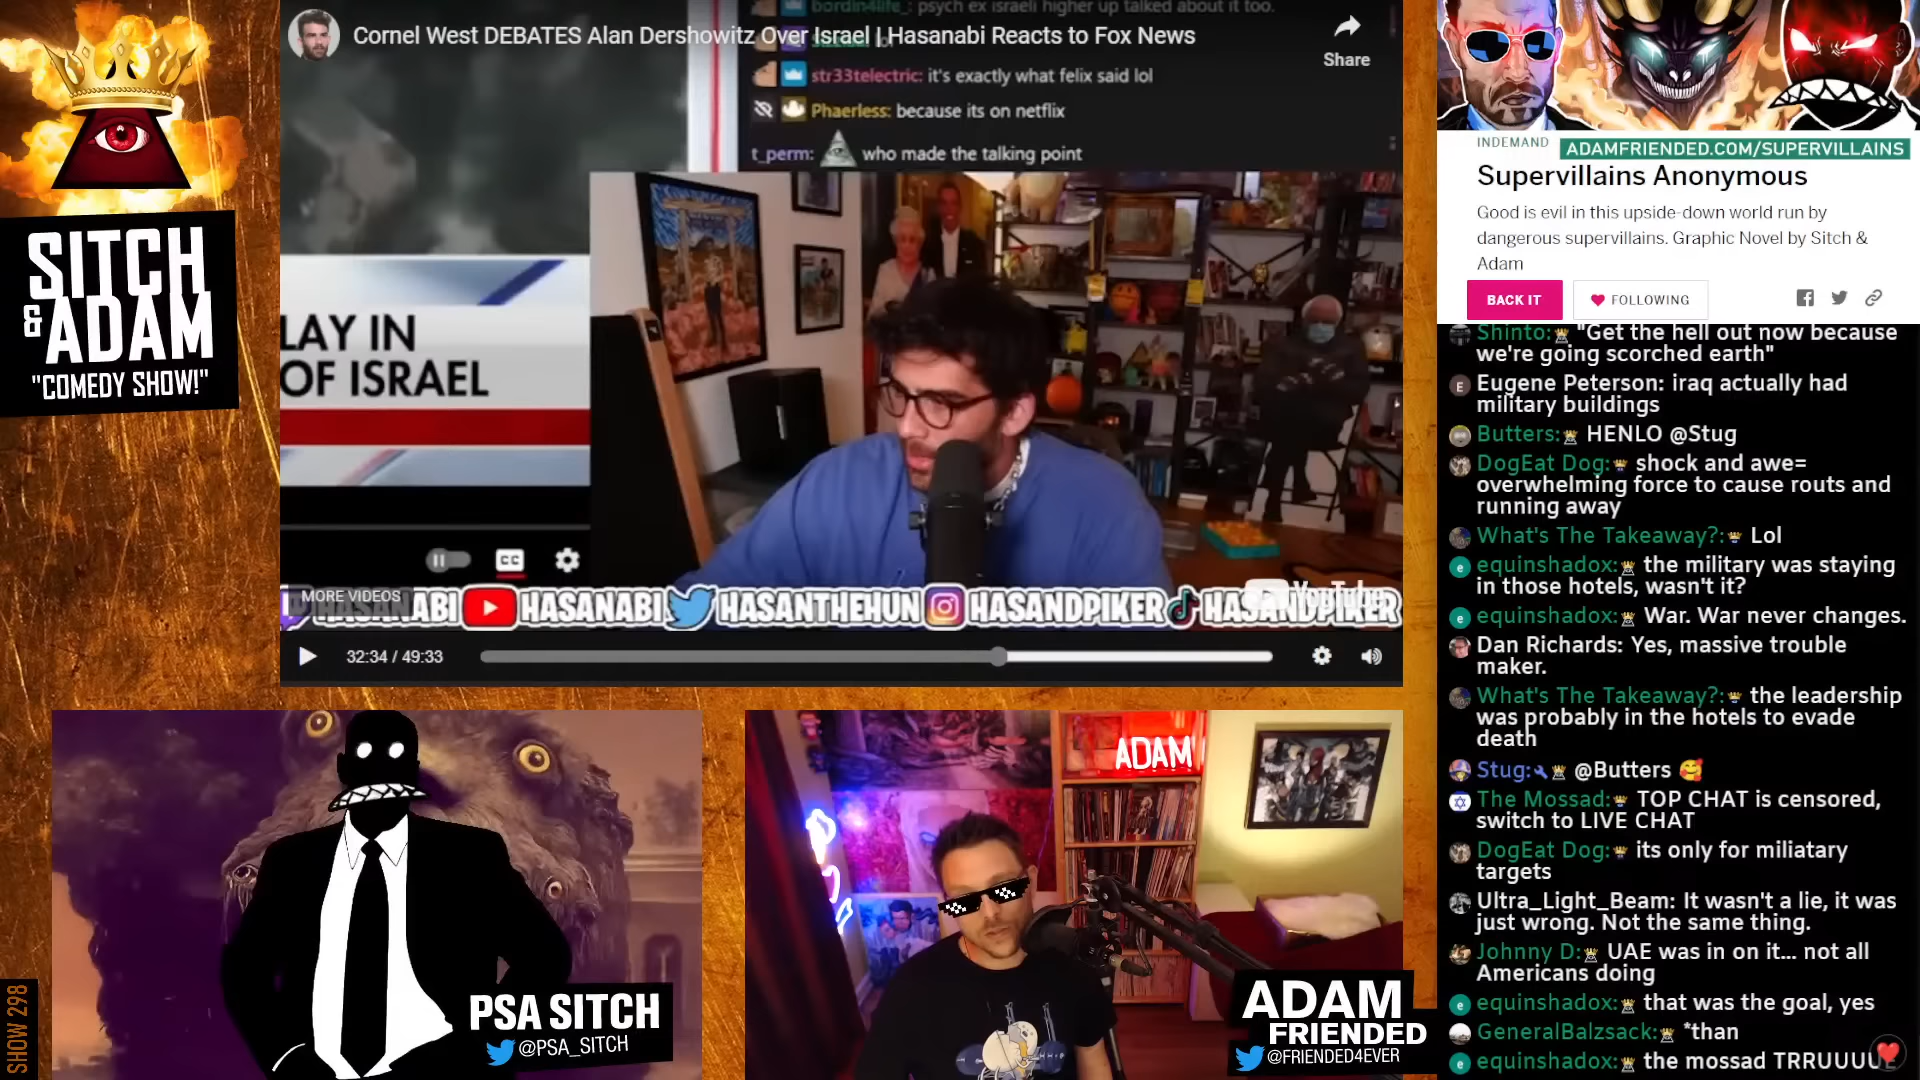 SITCH
& ADAM
"COMEDY SHOW!"
SHOW 298
bordin4life_: psych ex israeli higher up talked about it too.
Cornel West DEBATES Alan Dershowitz Over Israel | Hasanabi Reacts to Fox News
Share
str33telectric: it's exactly what felix said lol
Phaerless: because its on netflix
t_perm: who made the talking point
LAY IN
OF ISRAEL
CC
MORE VIDEOS
HASANABI
HASANABI
HASANTHEHUN
HASANDPIKER
HASANDPIKER
YouTube
32:34 / 49:33
PSA SITCH
@PSA_SITCH
ADAM
ADAM
FRIENDED
@FRIENDED4EVER
INDEMAND
ADAMFRIENDED.COM/SUPERVILLAINS
Supervillains Anonymous
Good is evil in this upside-down world run by
dangerous supervillains. Graphic Novel by Sitch &
Adam
BACK IT
FOLLOWING
Shinto: "Get the hell out now because
we're going scorched earth"
E Eugene Peterson: iraq actually had
military buildings
Butters: HENLO @Stug
DogEat Dog: shock and awe=
overwhelming force to cause routs and
running away
What's The Takeaway?: Lol
e equinshadox: the military was staying
in those hotels, wasn't it?
e equinshadox: War. War never changes.
Dan Richards: Yes, massive trouble
maker.
What's The Takeaway?: the leadership
was probably in the hotels to evade
death
Stug: @Butters 🥰
The Mossad: TOP CHAT is censored,
switch to LIVE CHAT
DogEat Dog: its only for miliatary
targets
Ultra_Light_Beam: It wasn't a lie, it was
just wrong. Not the same thing.
Johnny D: UAE was in on it... not all
Americans doing
e equinshadox: that was the goal, yes
GeneralBalzsack: *than
e equinshadox: the mossad TRRUUUUE